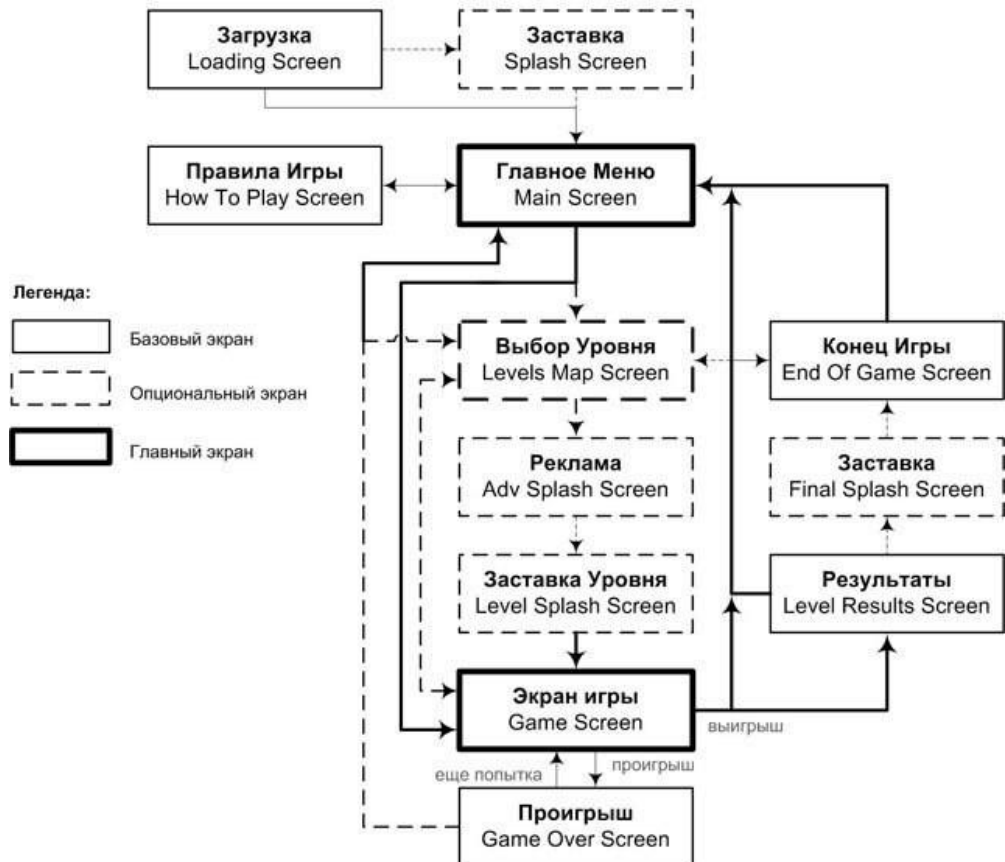 Загрузка
Loading Screen
Заставка
Splash Screen
Правила Игры
How To Play Screen
Главное Меню
Main Screen
Легенда:
Базовый экран
Опциональный экран
Главный экран
Выбор Уровня
Levels Map Screen
Конец Игры
End Of Game Screen
Реклама
Adv Splash Screen
Заставка
Final Splash Screen
Заставка Уровня
Level Splash Screen
Результаты
Level Results Screen
Экран игры
Game Screen
выигрыш
еще попытка
проигрыш
Проигрыш
Game Over Screen